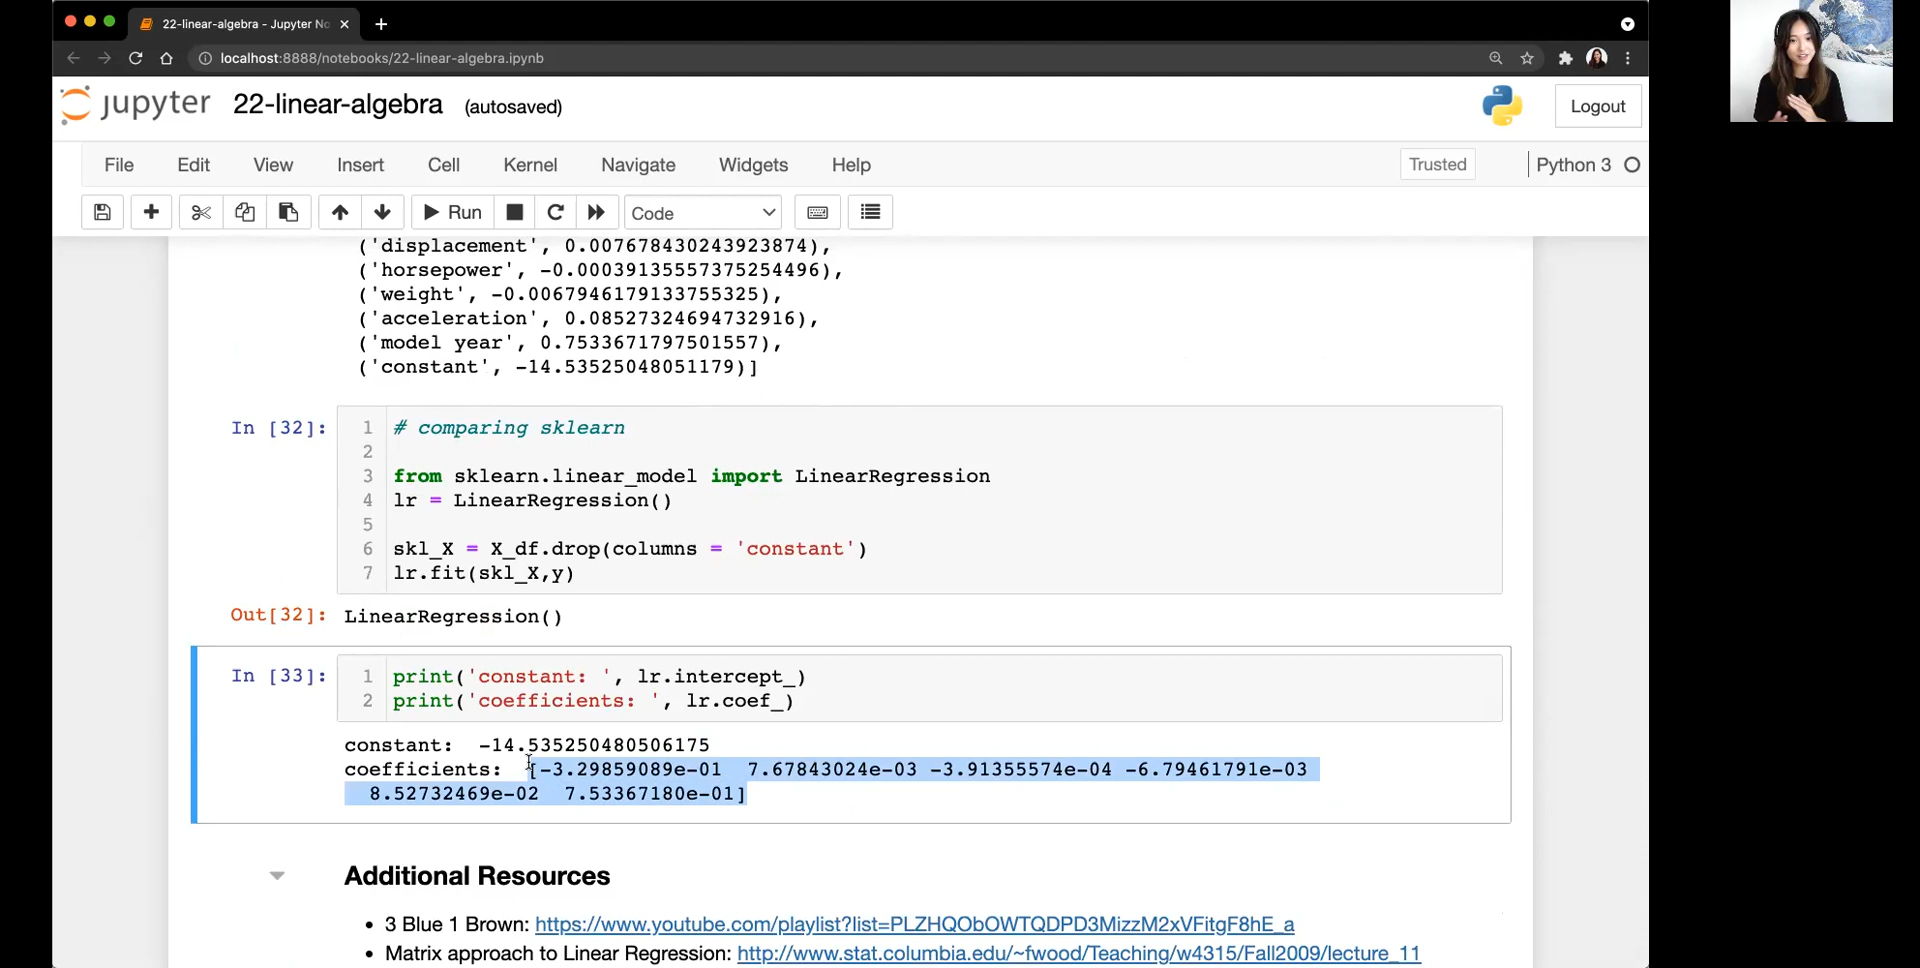 22-linear-algebra - Jupyter No
localhost:8888/notebooks/22-linear-algebra.ipynb
jupyter 22-linear-algebra (autosaved) Logout
File Edit View Insert Cell Kernel Navigate Widgets Help Trusted Python 3
Run Code
('displacement', 0.007678430243923874),
('horsepower', -0.00039135557375254496),
('weight', -0.0067946179133755325),
('acceleration', 0.08527324694732916),
('model year', 0.7533671797501557),
('constant', -14.53525048051179)]
In [32]: 1 # comparing sklearn
2
3 from sklearn.linear_model import LinearRegression
4 lr = LinearRegression()
5
6 skl_X = X_df.drop(columns = 'constant')
7 lr.fit(skl_X,y)
Out[32]: LinearRegression()
In [33]: 1 print('constant: ', lr.intercept_)
2 print('coefficients: ', lr.coef_)
constant: -14.535250480506175
coefficients: [-3.29859089e-01 7.67843024e-03 -3.91355574e-04 -6.79461791e-03
8.52732469e-02 7.53367180e-01]
Additional Resources
• 3 Blue 1 Brown: https://www.youtube.com/playlist?list=PLZHQObOWTQDPD3MizzM2xVFitgF8hE_a
• Matrix approach to Linear Regression: http://www.stat.columbia.edu/~fwood/Teaching/w4315/Fall2009/lecture_11